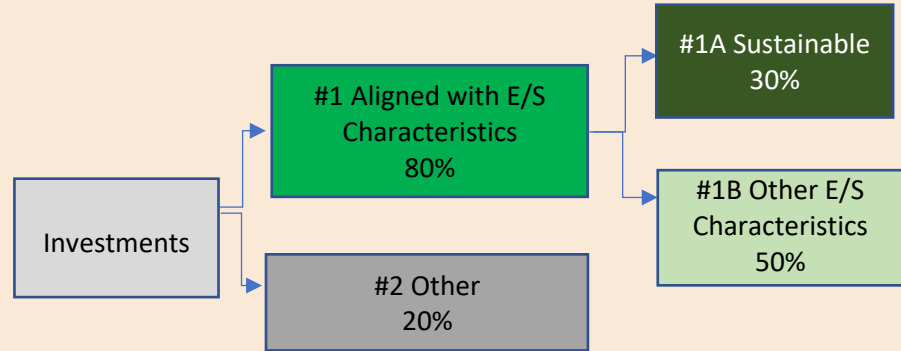 Investments
#1 Aligned with E/S
Characteristics
80%
#2 Other
20%
#1A Sustainable
30%
#1B Other E/S
Characteristics
50%